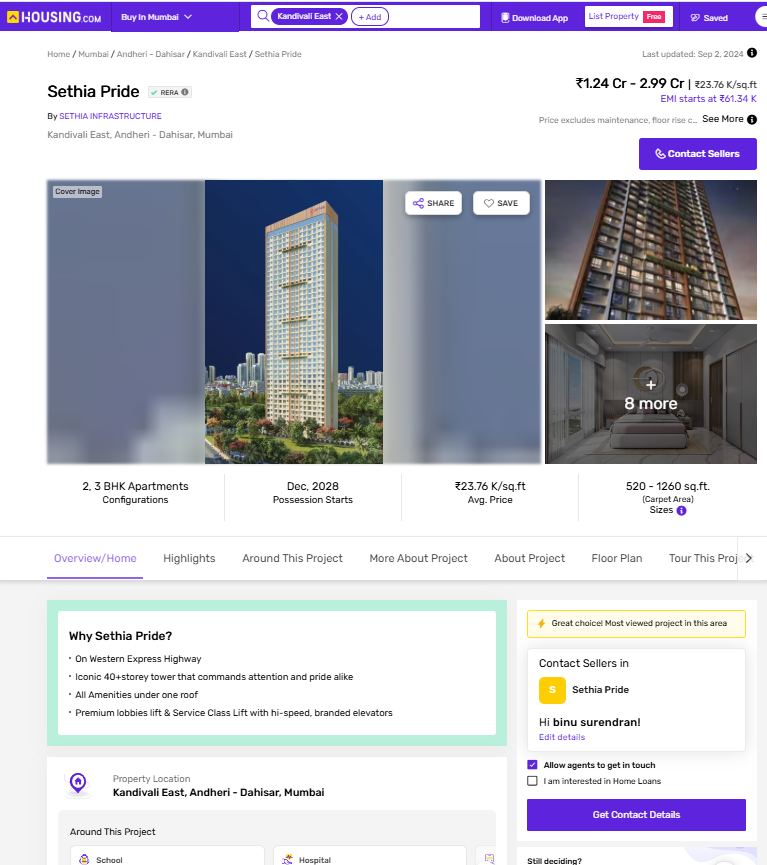 HOUSING.COM
Buy In Mumbai
Kandivali East
+ Add
Download App
List Property Free
Saved
Home / Mumbai / Andheri - Dahisar / Kandivali East / Sethia Pride
Last updated: Sep 2, 2024
Sethia Pride
RERA
₹1.24 Cr - 2.99 Cr | ₹23.76 K/sq.ft
EMI starts at ₹61.34 K
By SETHIA INFRASTRUCTURE
Price excludes maintenance, floor rise c... See More
Kandivali East, Andheri - Dahisar, Mumbai
Contact Sellers
Cover Image
SHARE
SAVE
+
8 more
2, 3 BHK Apartments
Configurations
Dec, 2028
Possession Starts
₹23.76 K/sq.ft
Avg. Price
520 - 1260 sq.ft.
(Carpet Area)
Sizes
Overview/Home
Highlights
Around This Project
More About Project
About Project
Floor Plan
Tour This Proj
Why Sethia Pride?
· On Western Express Highway
· Iconic 40+storey tower that commands attention and pride alike
· All Amenities under one roof
· Premium lobbies lift & Service Class Lift with hi-speed, branded elevators
Great choice! Most viewed project in this area
Contact Sellers in
S
Sethia Pride
Hi binu surendran!
Edit details
Allow agents to get in touch
I am interested in Home Loans
Get Contact Details
Property Location
Kandivali East, Andheri - Dahisar, Mumbai
Around This Project
School
Hospital
Still deciding?